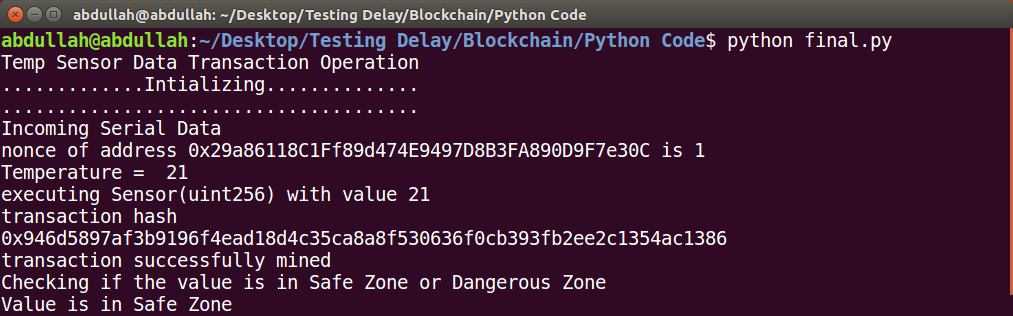 abdullah@abdullah: ~/Desktop/Testing Delay/Blockchain/Python Code
abdullah@abdullah:~/Desktop/Testing Delay/Blockchain/Python Code$ python final.py
Temp Sensor Data Transaction Operation
.............Intializing..............
......................................
Incoming Serial Data
nonce of address 0x29a86118C1Ff89d474E9497D8B3FA890D9F7e30C is 1
Temperature =  21
executing Sensor(uint256) with value 21
transaction hash
0x946d5897af3b9196f4ead18d4c35ca8a8f530636f0cb393fb2ee2c1354ac1386
transaction successfully mined
Checking if the value is in Safe Zone or Dangerous Zone
Value is in Safe Zone